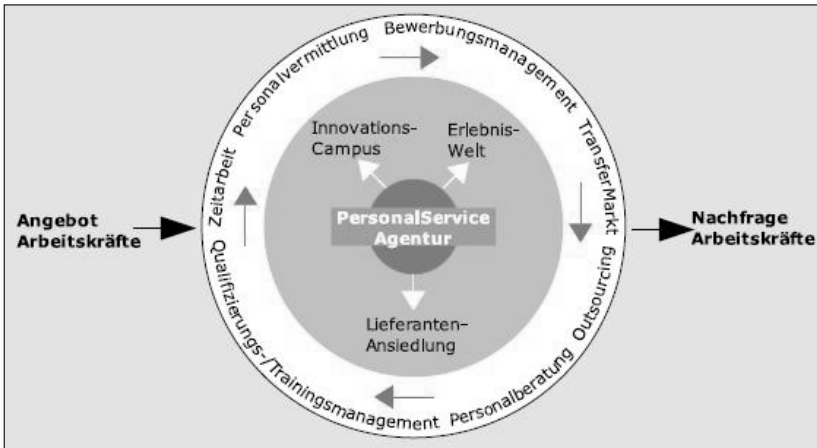 Personalvermittlung Bewerbungsmanagement TransferMarkt Outsourcing Personalberatung Qualifizierungs-/Trainingsmanagement Zeitarbeit
Innovations-
Campus
Erlebnis-
Welt
Angebot
Arbeitskräfte
PersonalService
Agentur
Nachfrage
Arbeitskräfte
Lieferanten-
Ansiedlung